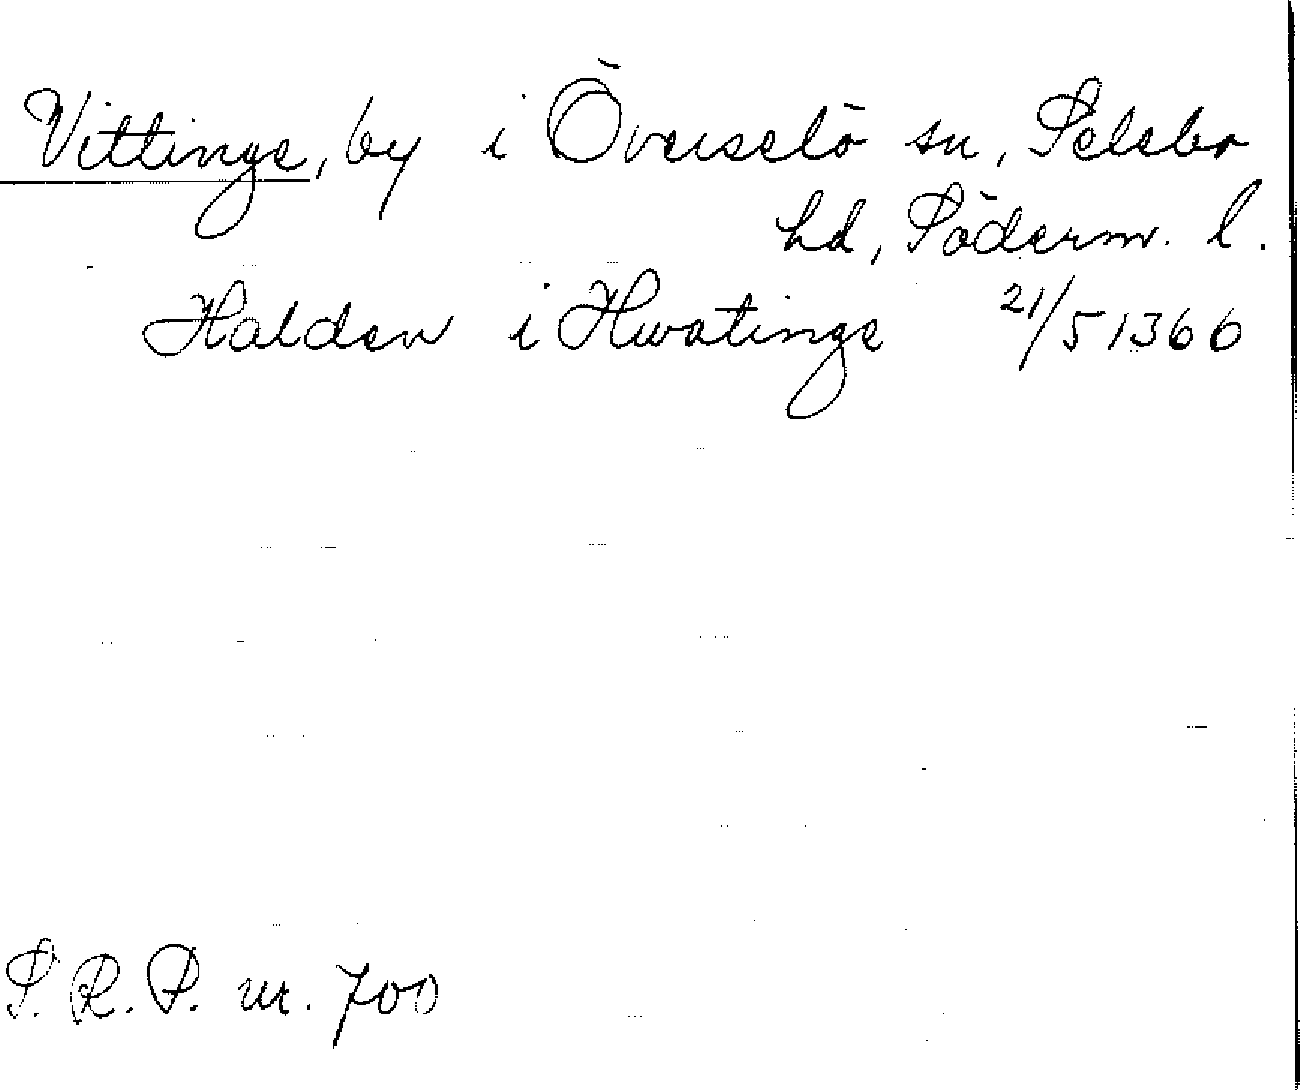 Vittinge, by i Överselö sn, Selebo
hd, Söderm. l.
Halden i Hwatinge 21/5 1366
S. R. P. nr. 700